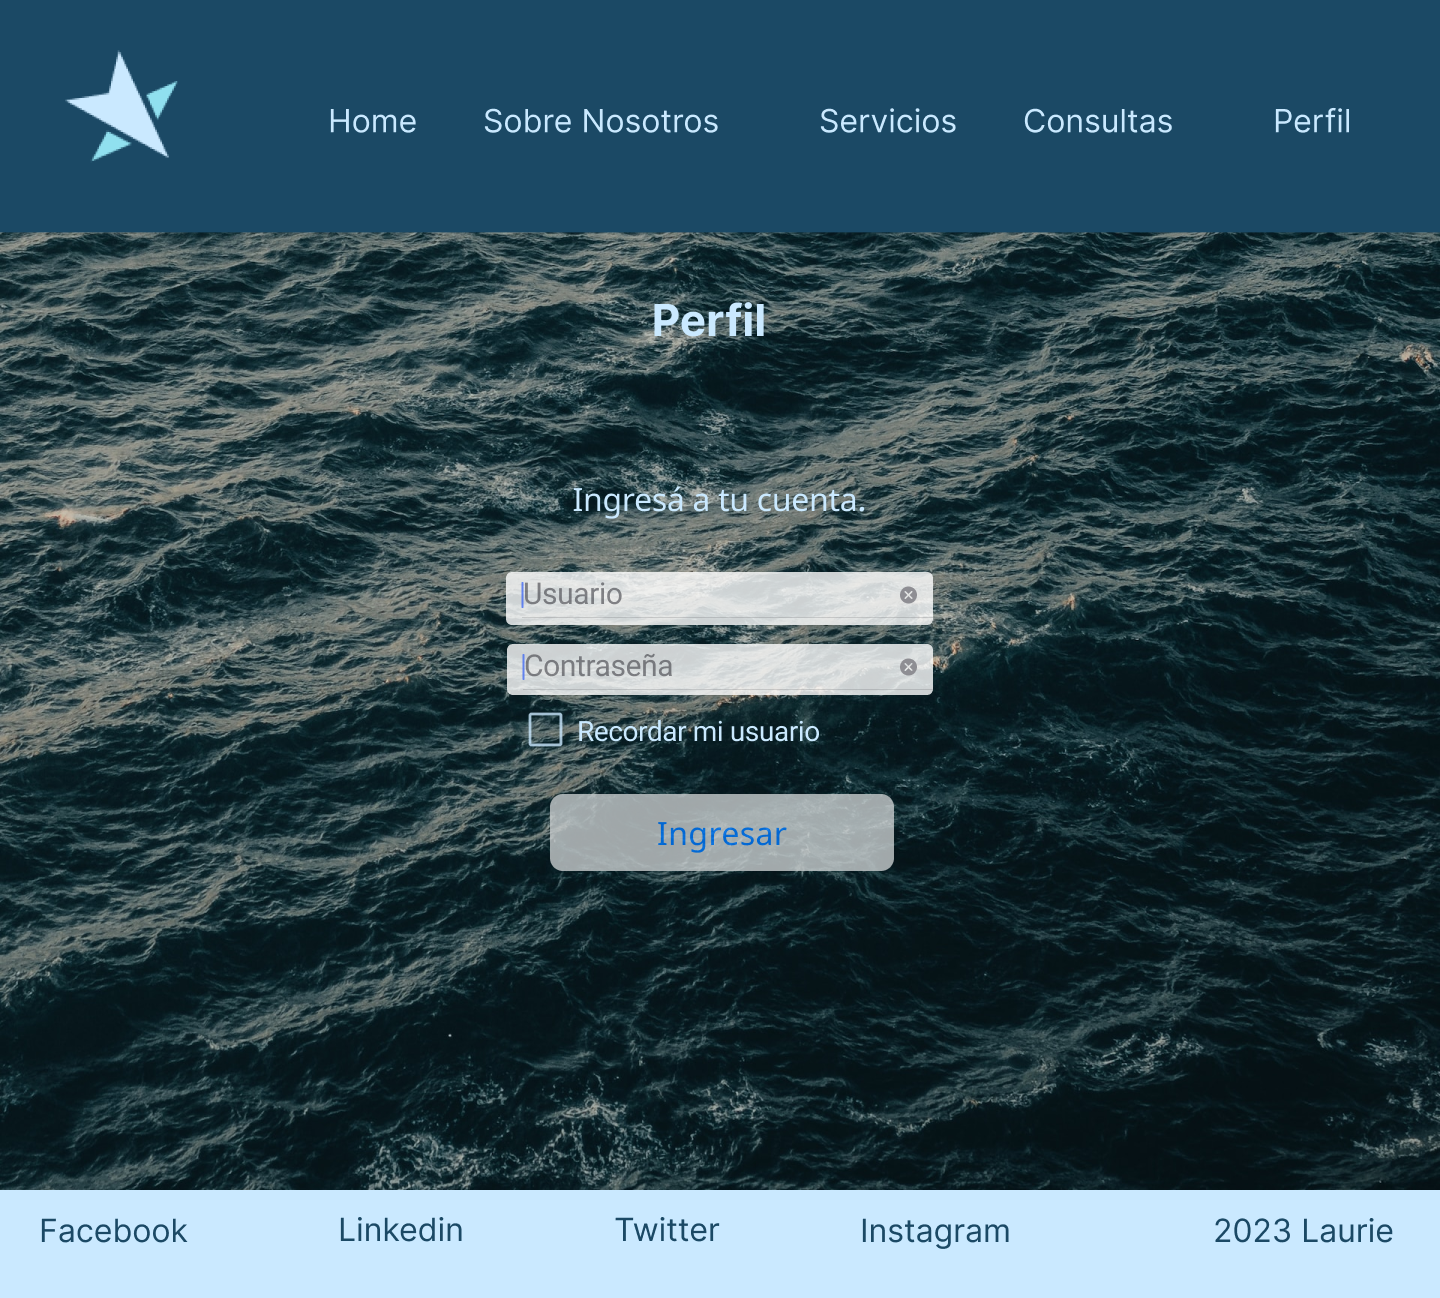 Home Sobre Nosotros Servicios Consultas Perfil
Perfil
Ingresá a tu cuenta.
Usuario
Contraseña
Recordar mi usuario
Ingresar
Facebook Linkedin Twitter Instagram 2023 Laurie